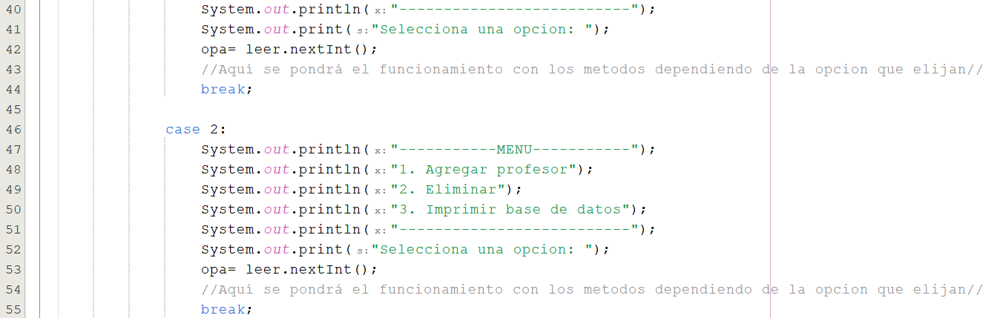 40 System.out.println( x: "--------------------------");
41 System.out.print( s: "Selecciona una opcion: ");
42 opa= leer.nextInt();
43 //Aquí se pondrá el funcionamiento con los metodos dependiendo de la opcion que elijan//
44 break;
45
46 case 2:
47 System.out.println( x: "-----------MENU-----------");
48 System.out.println( x: "1. Agregar profesor");
49 System.out.println( x: "2. Eliminar");
50 System.out.println( x: "3. Imprimir base de datos");
51 System.out.println( x: "--------------------------");
52 System.out.print( s: "Selecciona una opcion: ");
53 opa= leer.nextInt();
54 //Aquí se pondrá el funcionamiento con los metodos dependiendo de la opcion que elijan//
55 break;